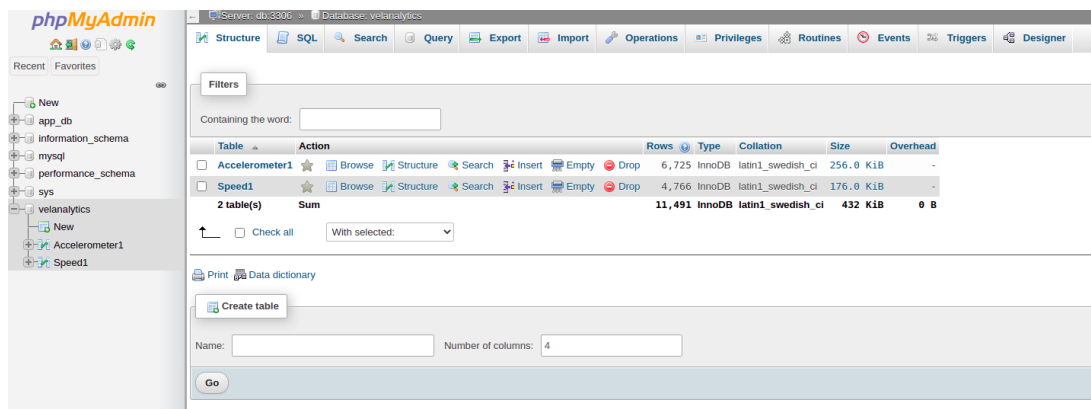 phpMyAdmin
Recent Favorites
New
app_db
information_schema
mysql
performance_schema
sys
velanalytics
New
Accelerometer1
Speed1
Server: db:3306 » Database: velanalytics
Structure SQL Search Query Export Import Operations Privileges Routines Events Triggers Designer
Filters
Containing the word:
Table Action Rows Type Collation Size Overhead
Accelerometer1 Browse Structure Search Insert Empty Drop 6,725 InnoDB latin1_swedish_ci 256.0 KiB -
Speed1 Browse Structure Search Insert Empty Drop 4,766 InnoDB latin1_swedish_ci 176.0 KiB -
2 table(s) Sum 11,491 InnoDB latin1_swedish_ci 432 KiB 0 B
Check all With selected:
Print Data dictionary
Create table
Name: Number of columns: 4
Go